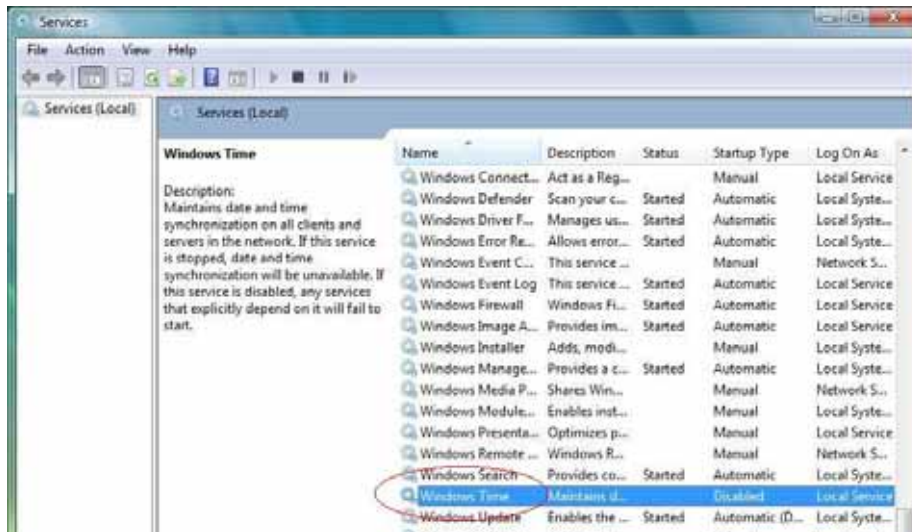 Services
File Action View Help
Services (Local)
Services (Local)
Windows Time
Description:
Maintains date and time
synchronization on all clients and
servers in the network. If this service
is stopped, date and time
synchronization will be unavailable. If
this service is disabled, any services
that explicitly depend on it will fail to
start.
Name Description Status Startup Type Log On As
Windows Connect... Act as a Reg... Manual Local Service
Windows Defender Scan your c... Started Automatic Local Syste...
Windows Driver F... Manages us... Started Automatic Local Syste...
Windows Error Re... Allows error... Started Automatic Local Syste...
Windows Event C... This service ... Manual Network S...
Windows Event Log This service ... Started Automatic Local Service
Windows Firewall Windows Fi... Started Automatic Local Service
Windows Image A... Provides im... Started Automatic Local Service
Windows Installer Adds, modi... Manual Local Syste...
Windows Manage... Provides a c... Started Automatic Local Syste...
Windows Media P... Shares Win... Manual Network S...
Windows Module... Enables inst... Manual Local Syste...
Windows Presenta... Optimizes p... Manual Local Service
Windows Remote ... Windows R... Manual Network S...
Windows Search Provides co... Started Automatic Local Syste...
Windows Time Maintains d... Disabled Local Service
Windows Update Enables the ... Started Automatic (D... Local Syste...